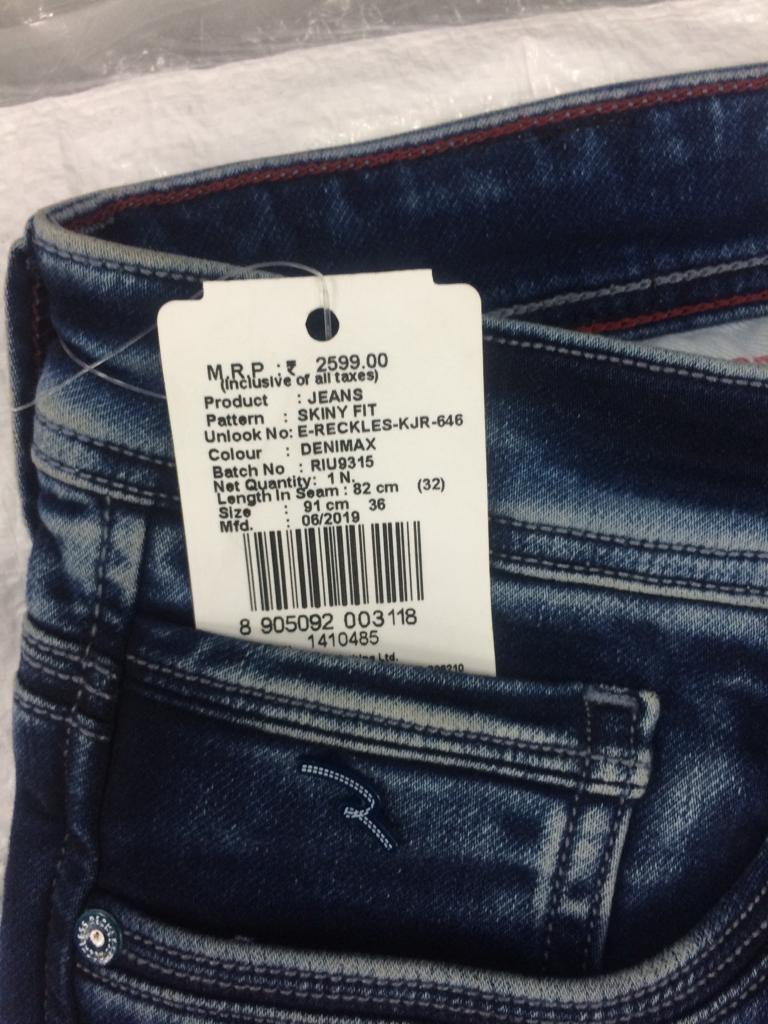 M.R.P. : ₹ 2599.00
(Inclusive of all taxes)
Product : JEANS
Pattern : SKINY FIT
Unlook No: E-RECKLES-KJR-646
Colour : DENIMAX
Batch No : RIU9315
Net Quantity: 1 N.
Length In Seam : 82 cm (32)
Size : 91 cm 36
Mfd. : 06/2019
8 905092 003118
1410485
Ltd.